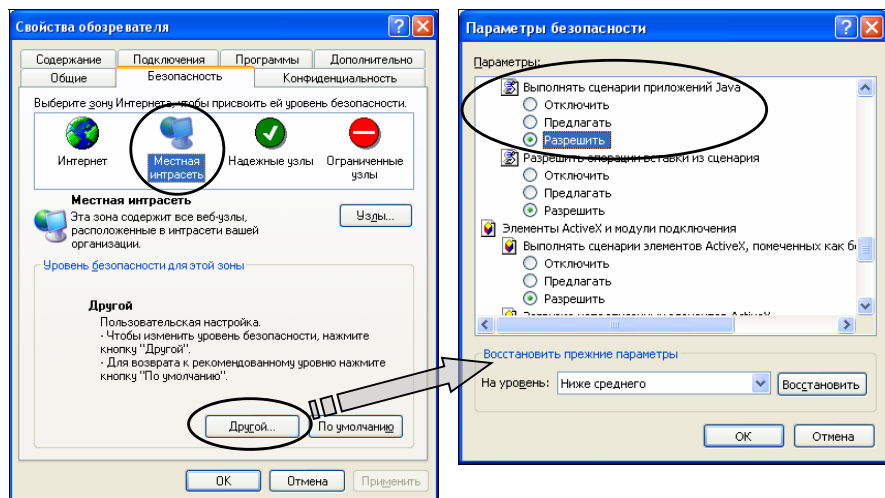 Свойства обозревателя
Содержание Подключения Программы Дополнительно
Общие Безопасность Конфиденциальность
Выберите зону Интернета, чтобы присвоить ей уровень безопасности.
Интернет Местная интрасеть Надежные узлы Ограниченные узлы
Местная интрасеть
Эта зона содержит все веб-узлы,
расположенные в интрасети вашей
организации.
Узлы...
Уровень безопасности для этой зоны
Другой
Пользовательская настройка.
- Чтобы изменить уровень безопасности, нажмите
кнопку "Другой".
- Для возврата к рекомендованному уровню нажмите
кнопку "По умолчанию".
Другой... По умолчанию
OK Отмена Применить
Параметры безопасности
Параметры:
Выполнять сценарии приложений Java
Отключить
Предлагать
Разрешить
Разрешить операции вставки из сценария
Отключить
Предлагать
Разрешить
Элементы ActiveX и модули подключения
Выполнять сценарии элементов ActiveX, помеченных как б
Отключить
Предлагать
Разрешить
Восстановить прежние параметры
На уровень: Ниже среднего Восстановить
OK Отмена